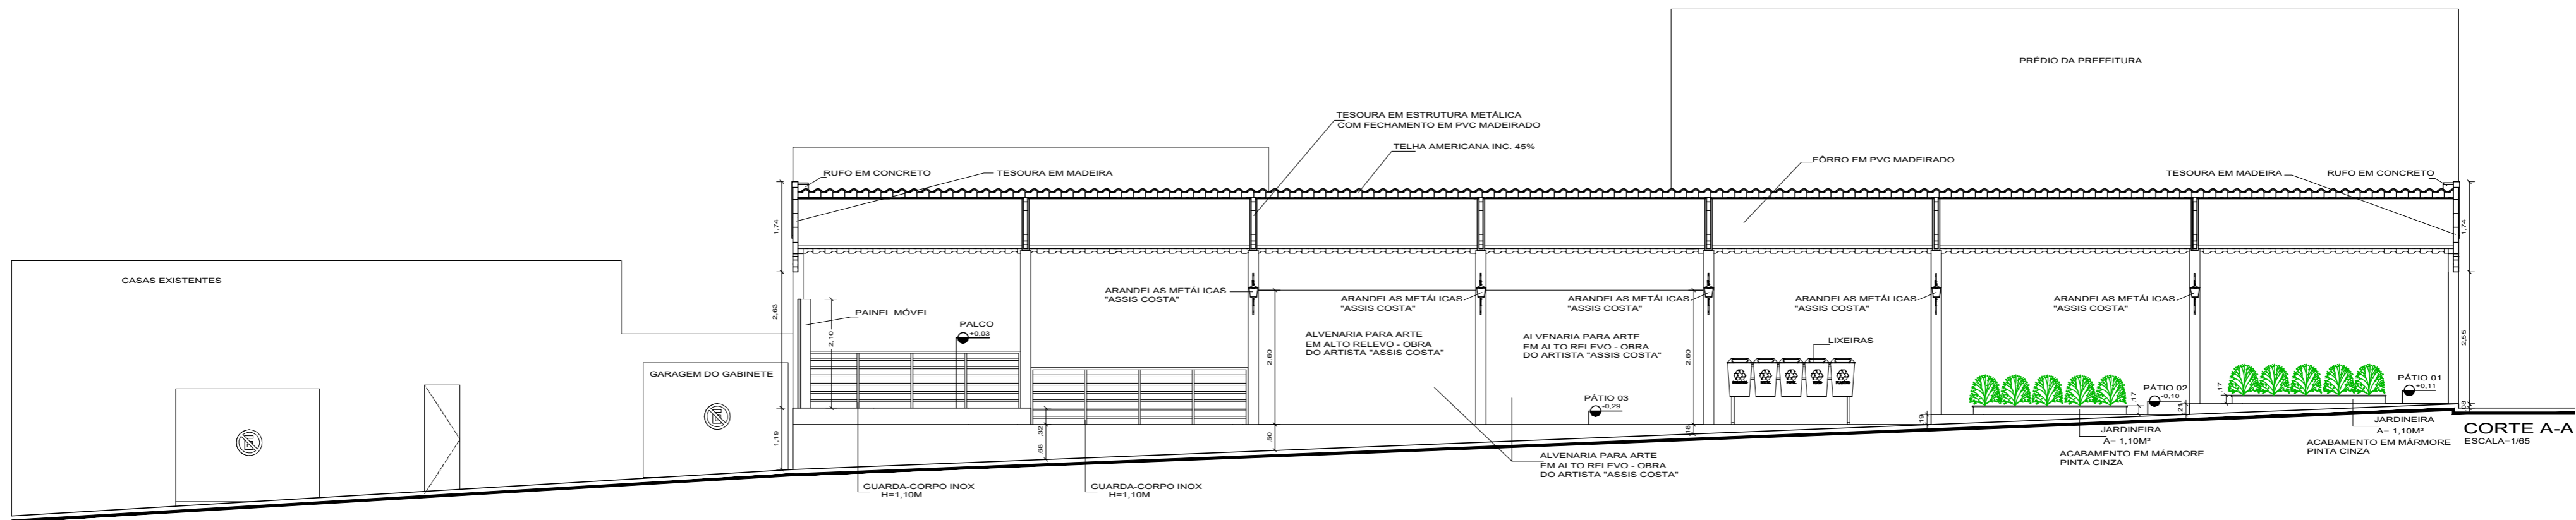 PRÉDIO DA PREFEITURA
TESOURA EM ESTRUTURA METÁLICA
COM FECHAMENTO EM PVC MADEIRADO
TELHA AMERICANA INC. 45%
FÔRRO EM PVC MADEIRADO
RUFO EM CONCRETO
TESOURA EM MADEIRA
TESOURA EM MADEIRA
RUFO EM CONCRETO
1,74
1,74
CASAS EXISTENTES
ARANDELAS METÁLICAS
"ASSIS COSTA"
ARANDELAS METÁLICAS
"ASSIS COSTA"
ARANDELAS METÁLICAS
"ASSIS COSTA"
ARANDELAS METÁLICAS
"ASSIS COSTA"
ARANDELAS METÁLICAS
"ASSIS COSTA"
2,63
PAINEL MÓVEL
2,10
PALCO
+0,03
ALVENARIA PARA ARTE
EM ALTO RELEVO - OBRA
DO ARTISTA "ASSIS COSTA"
2,60
ALVENARIA PARA ARTE
EM ALTO RELEVO - OBRA
DO ARTISTA "ASSIS COSTA"
2,60
LIXEIRAS
2,55
GARAGEM DO GABINETE
E
E
PÁTIO 03
-0,29
,17
PÁTIO 02
-0,10
,21
,17
PÁTIO 01
+0,11
,08
1,19
,32
,68
,50
,18
,19
JARDINEIRA
A= 1,10M²
ACABAMENTO EM MÁRMORE
PINTA CINZA
JARDINEIRA
A= 1,10M²
ACABAMENTO EM MÁRMORE
PINTA CINZA
CORTE A-A
ESCALA=1/65
ALVENARIA PARA ARTE
EM ALTO RELEVO - OBRA
DO ARTISTA "ASSIS COSTA"
GUARDA-CORPO INOX
H=1,10M
GUARDA-CORPO INOX
H=1,10M